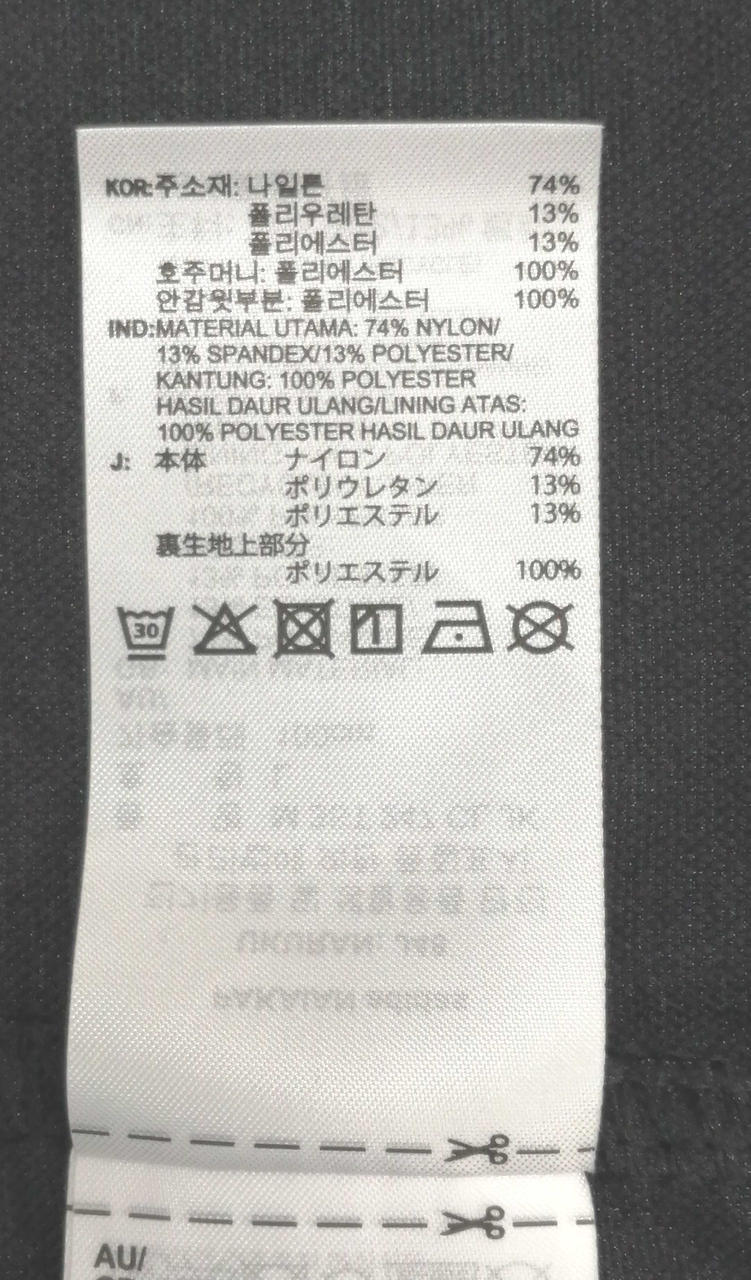 KOR:주소재: 나일론 74%
폴리우레탄 13%
폴리에스터 13%
호주머니: 폴리에스터 100%
안감윗부분: 폴리에스터 100%
IND:MATERIAL UTAMA: 74% NYLON/
13% SPANDEX/13% POLYESTER/
KANTUNG: 100% POLYESTER
HASIL DAUR ULANG/LINING ATAS:
100% POLYESTER HASIL DAUR ULANG
J: 本体 ナイロン 74%
ポリウレタン 13%
ポリエステル 13%
裏生地上部分
ポリエステル 100%
30
AU/